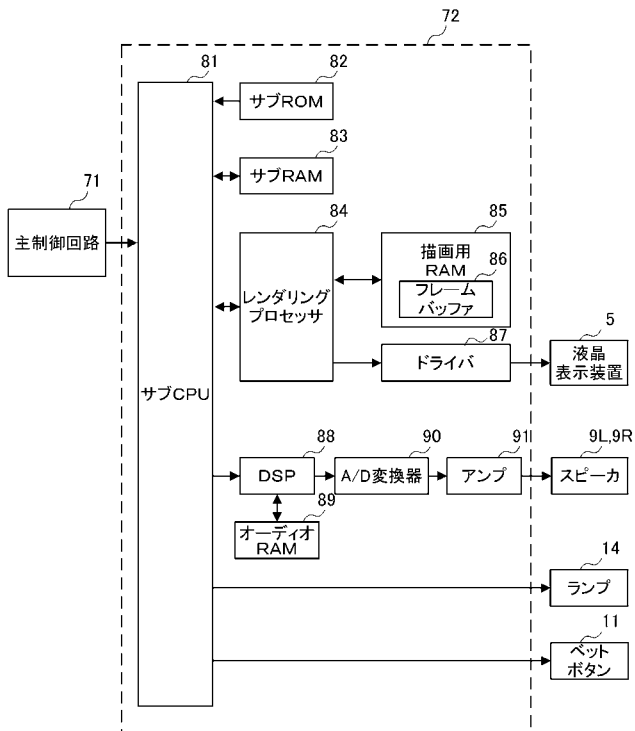 72
81
82
サブROM
83
サブRAM
71
主制御回路
84
レンダリング
プロセッサ
85
描画用
RAM
86
フレーム
バッファ
5
液晶
表示装置
87
ドライバ
サブCPU
88
DSP
90
A/D変換器
91
アンプ
9L,9R
スピーカ
89
オーディオ
RAM
14
ランプ
11
ベット
ボタン